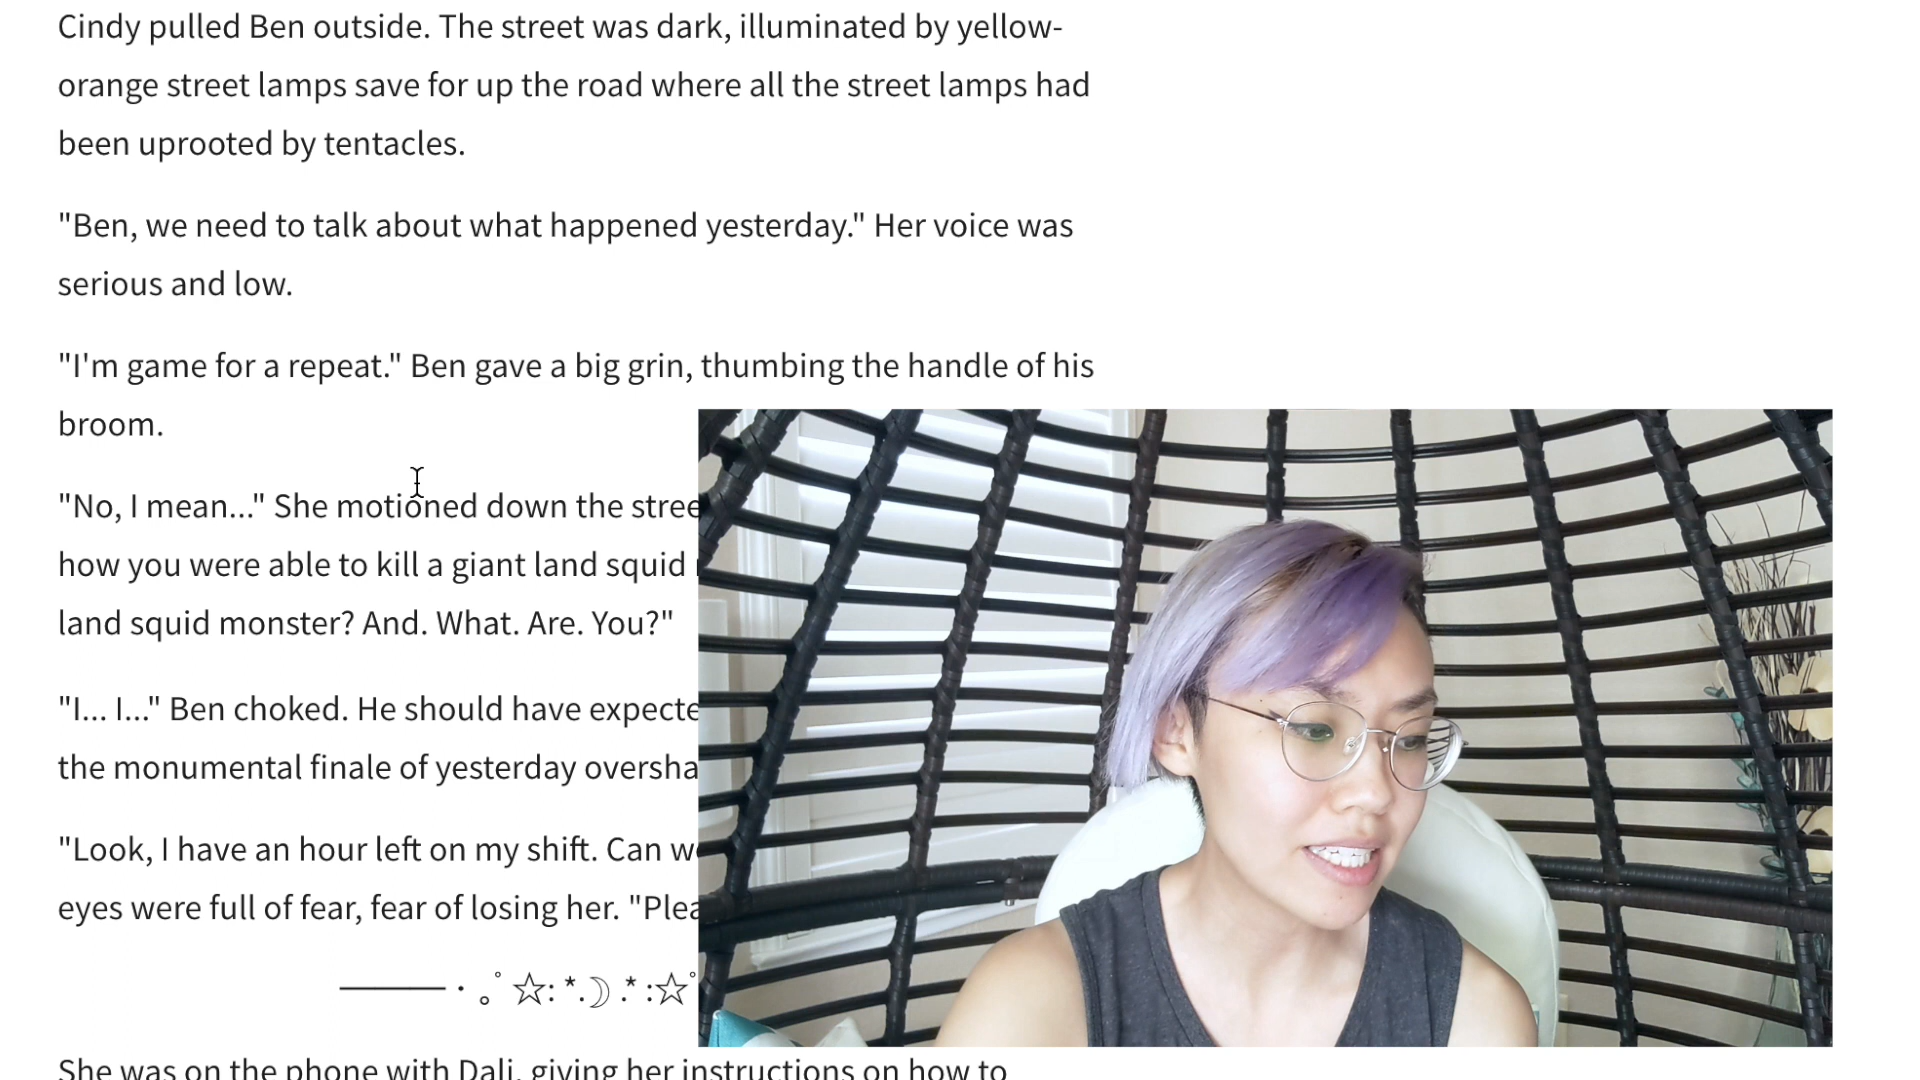 Cindy pulled Ben outside. The street was dark, illuminated by yellow-
orange street lamps save for up the road where all the street lamps had
been uprooted by tentacles.
"Ben, we need to talk about what happened yesterday." Her voice was
serious and low.
"I'm game for a repeat." Ben gave a big grin, thumbing the handle of his
broom.
"No, I mean..." She motioned down the stree
how you were able to kill a giant land squid
land squid monster? And. What. Are. You?"
"I... I..." Ben choked. He should have expecte
the monumental finale of yesterday oversha
"Look, I have an hour left on my shift. Can w
eyes were full of fear, fear of losing her. "Plea
She was on the phone with Dali, giving her instructions on how to